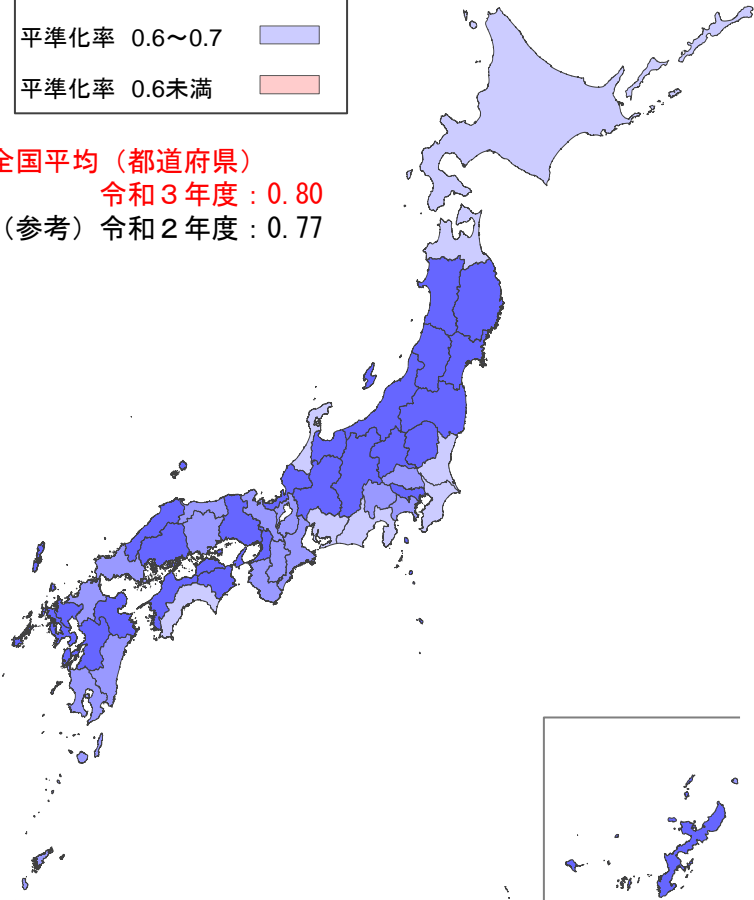 平準化率 0.6～0.7
平準化率 0.6未満
全国平均（都道府県）
令和３年度：0.80
（参考）令和２年度：0.77